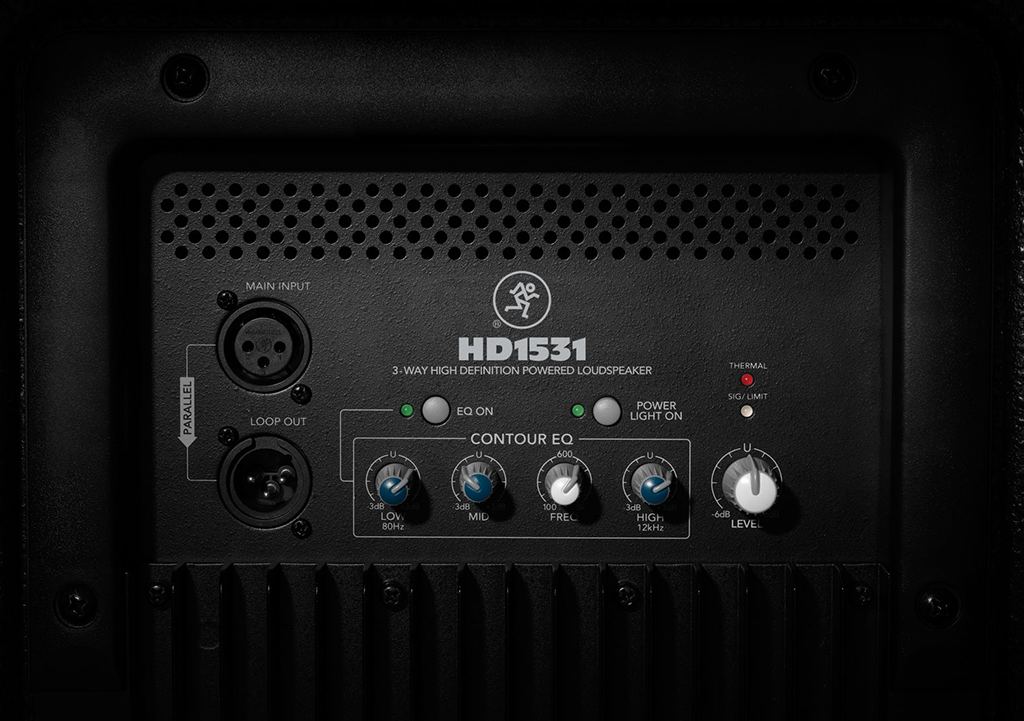 MAIN INPUT
®
HD1531
3-WAY HIGH DEFINITION POWERED LOUDSPEAKER
THERMAL
SIG/LIMIT
PARALLEL
EQ ON
POWER
LIGHT ON
LOOP OUT
CONTOUR EQ
U
U
600
U
U
-3dB
3dB
100
-3dB
-6dB
LOW
MID
FREQ
HIGH
LEVEL
80Hz
12kHz